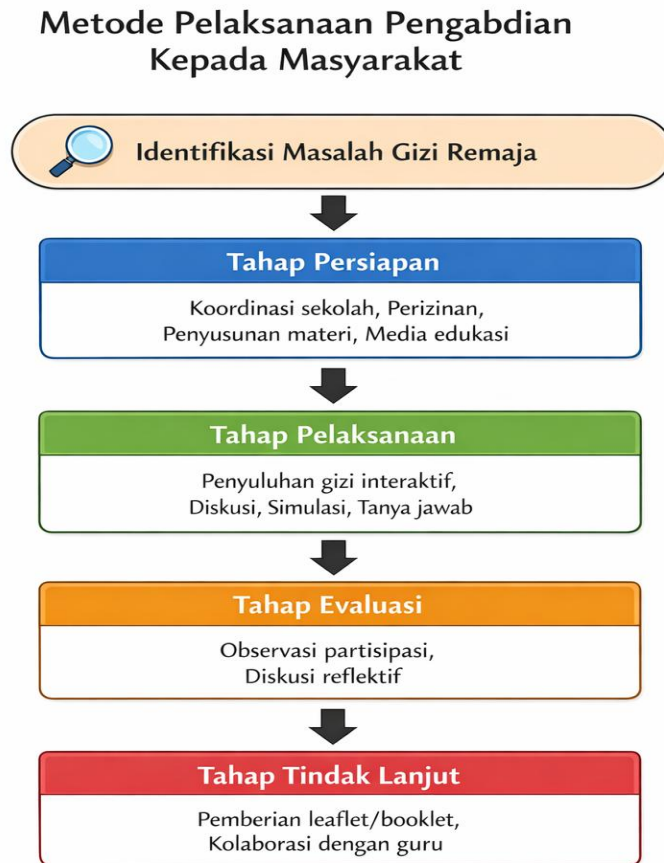 Metode Pelaksanaan Pengabdian
Kepada Masyarakat
Identifikasi Masalah Gizi Remaja
Tahap Persiapan
Koordinasi sekolah, Perizinan,
Penyusunan materi, Media edukasi
Tahap Pelaksanaan
Penyuluhan gizi interaktif,
Diskusi, Simulasi, Tanya jawab
Tahap Evaluasi
Observasi partisipasi,
Diskusi reflektif
Tahap Tindak Lanjut
Pemberian leaflet/booklet,
Kolaborasi dengan guru